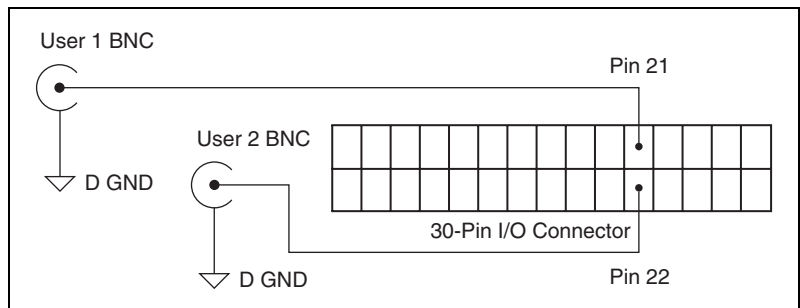 User 1 BNC
Pin 21
User 2 BNC
D GND
30-Pin I/O Connector
D GND
Pin 22